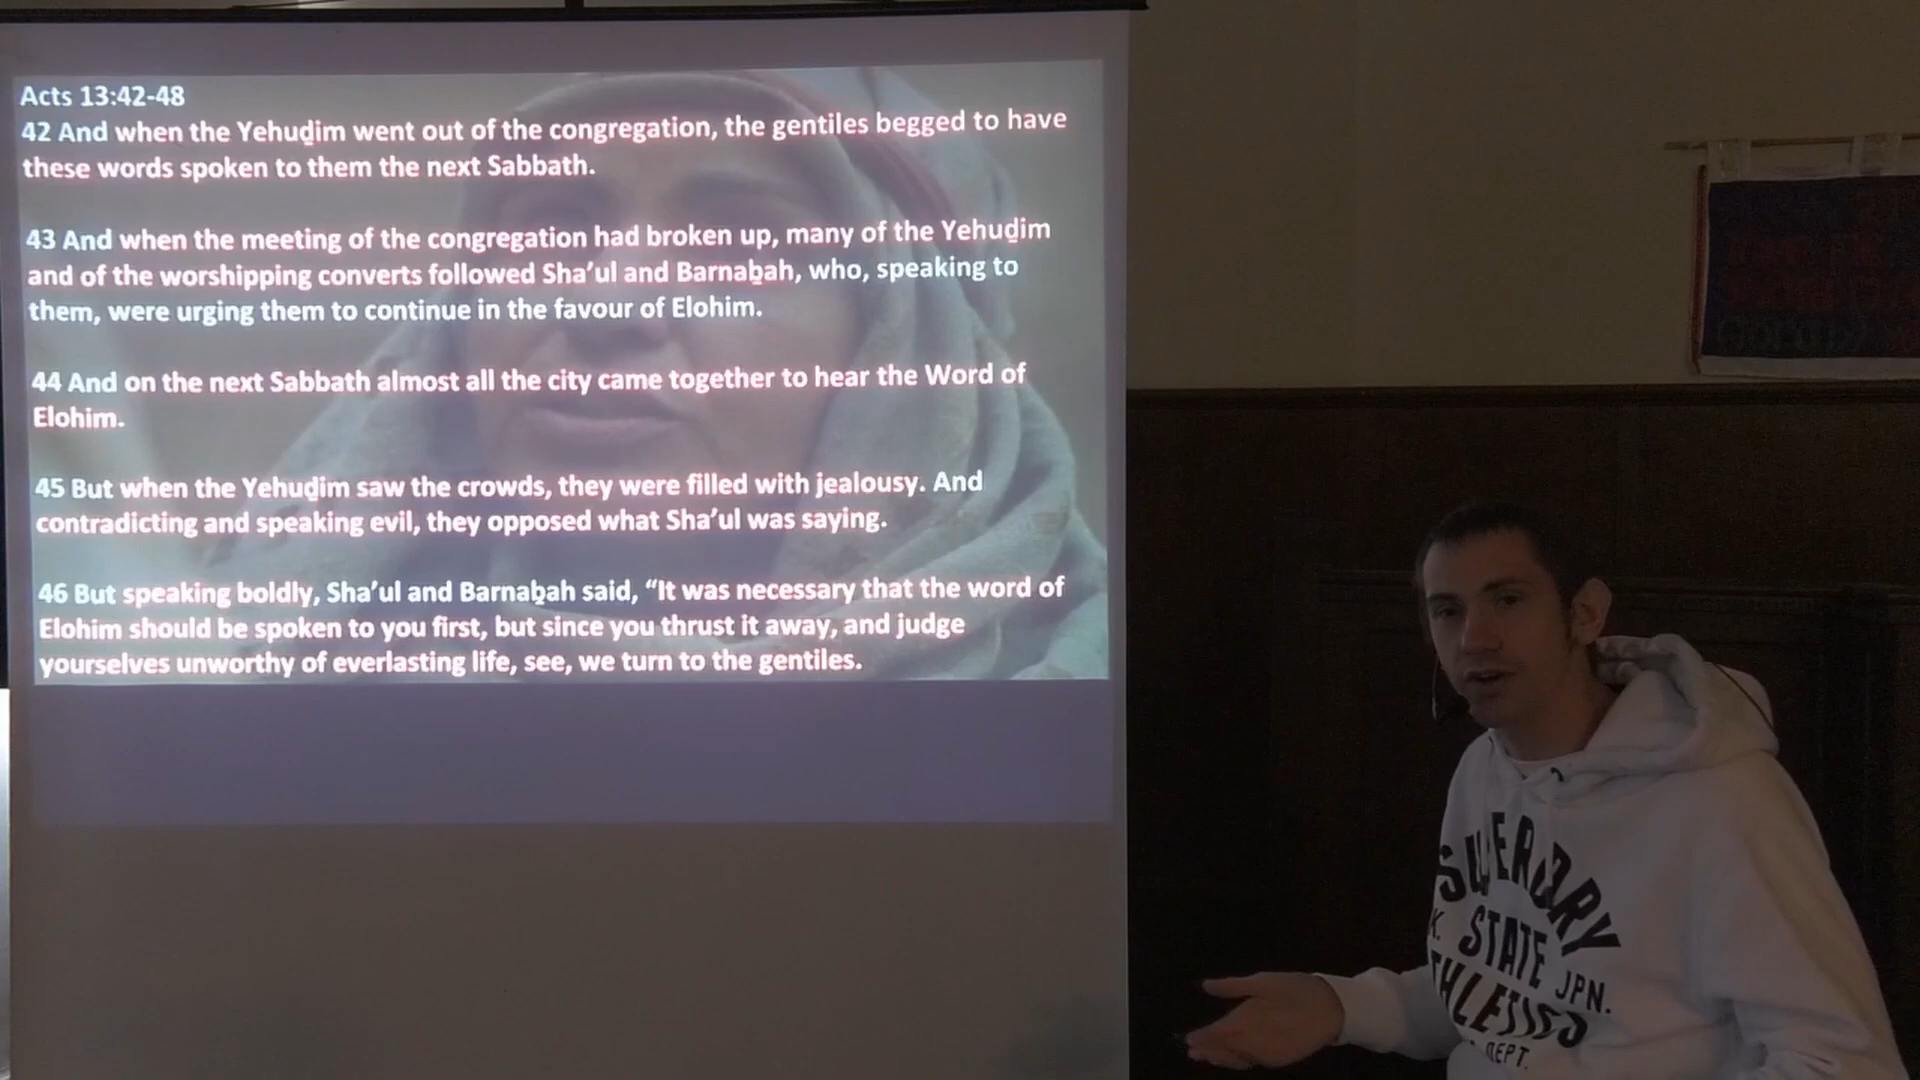 Acts 13:42-48
42 And when the Yehuḏim went out of the congregation, the gentiles begged to have
these words spoken to them the next Sabbath.
43 And when the meeting of the congregation had broken up, many of the Yehuḏim
and of the worshipping converts followed Sha’ul and Barnaḇah, who, speaking to
them, were urging them to continue in the favour of Elohim.
44 And on the next Sabbath almost all the city came together to hear the Word of
Elohim.
45 But when the Yehuḏim saw the crowds, they were filled with jealousy. And
contradicting and speaking evil, they opposed what Sha’ul was saying.
46 But speaking boldly, Sha’ul and Barnaḇah said, “It was necessary that the word of
Elohim should be spoken to you first, but since you thrust it away, and judge
yourselves unworthy of everlasting life, see, we turn to the gentiles.
SUPERDRY
K. STATE JPN.
THLETICS
DEPT.